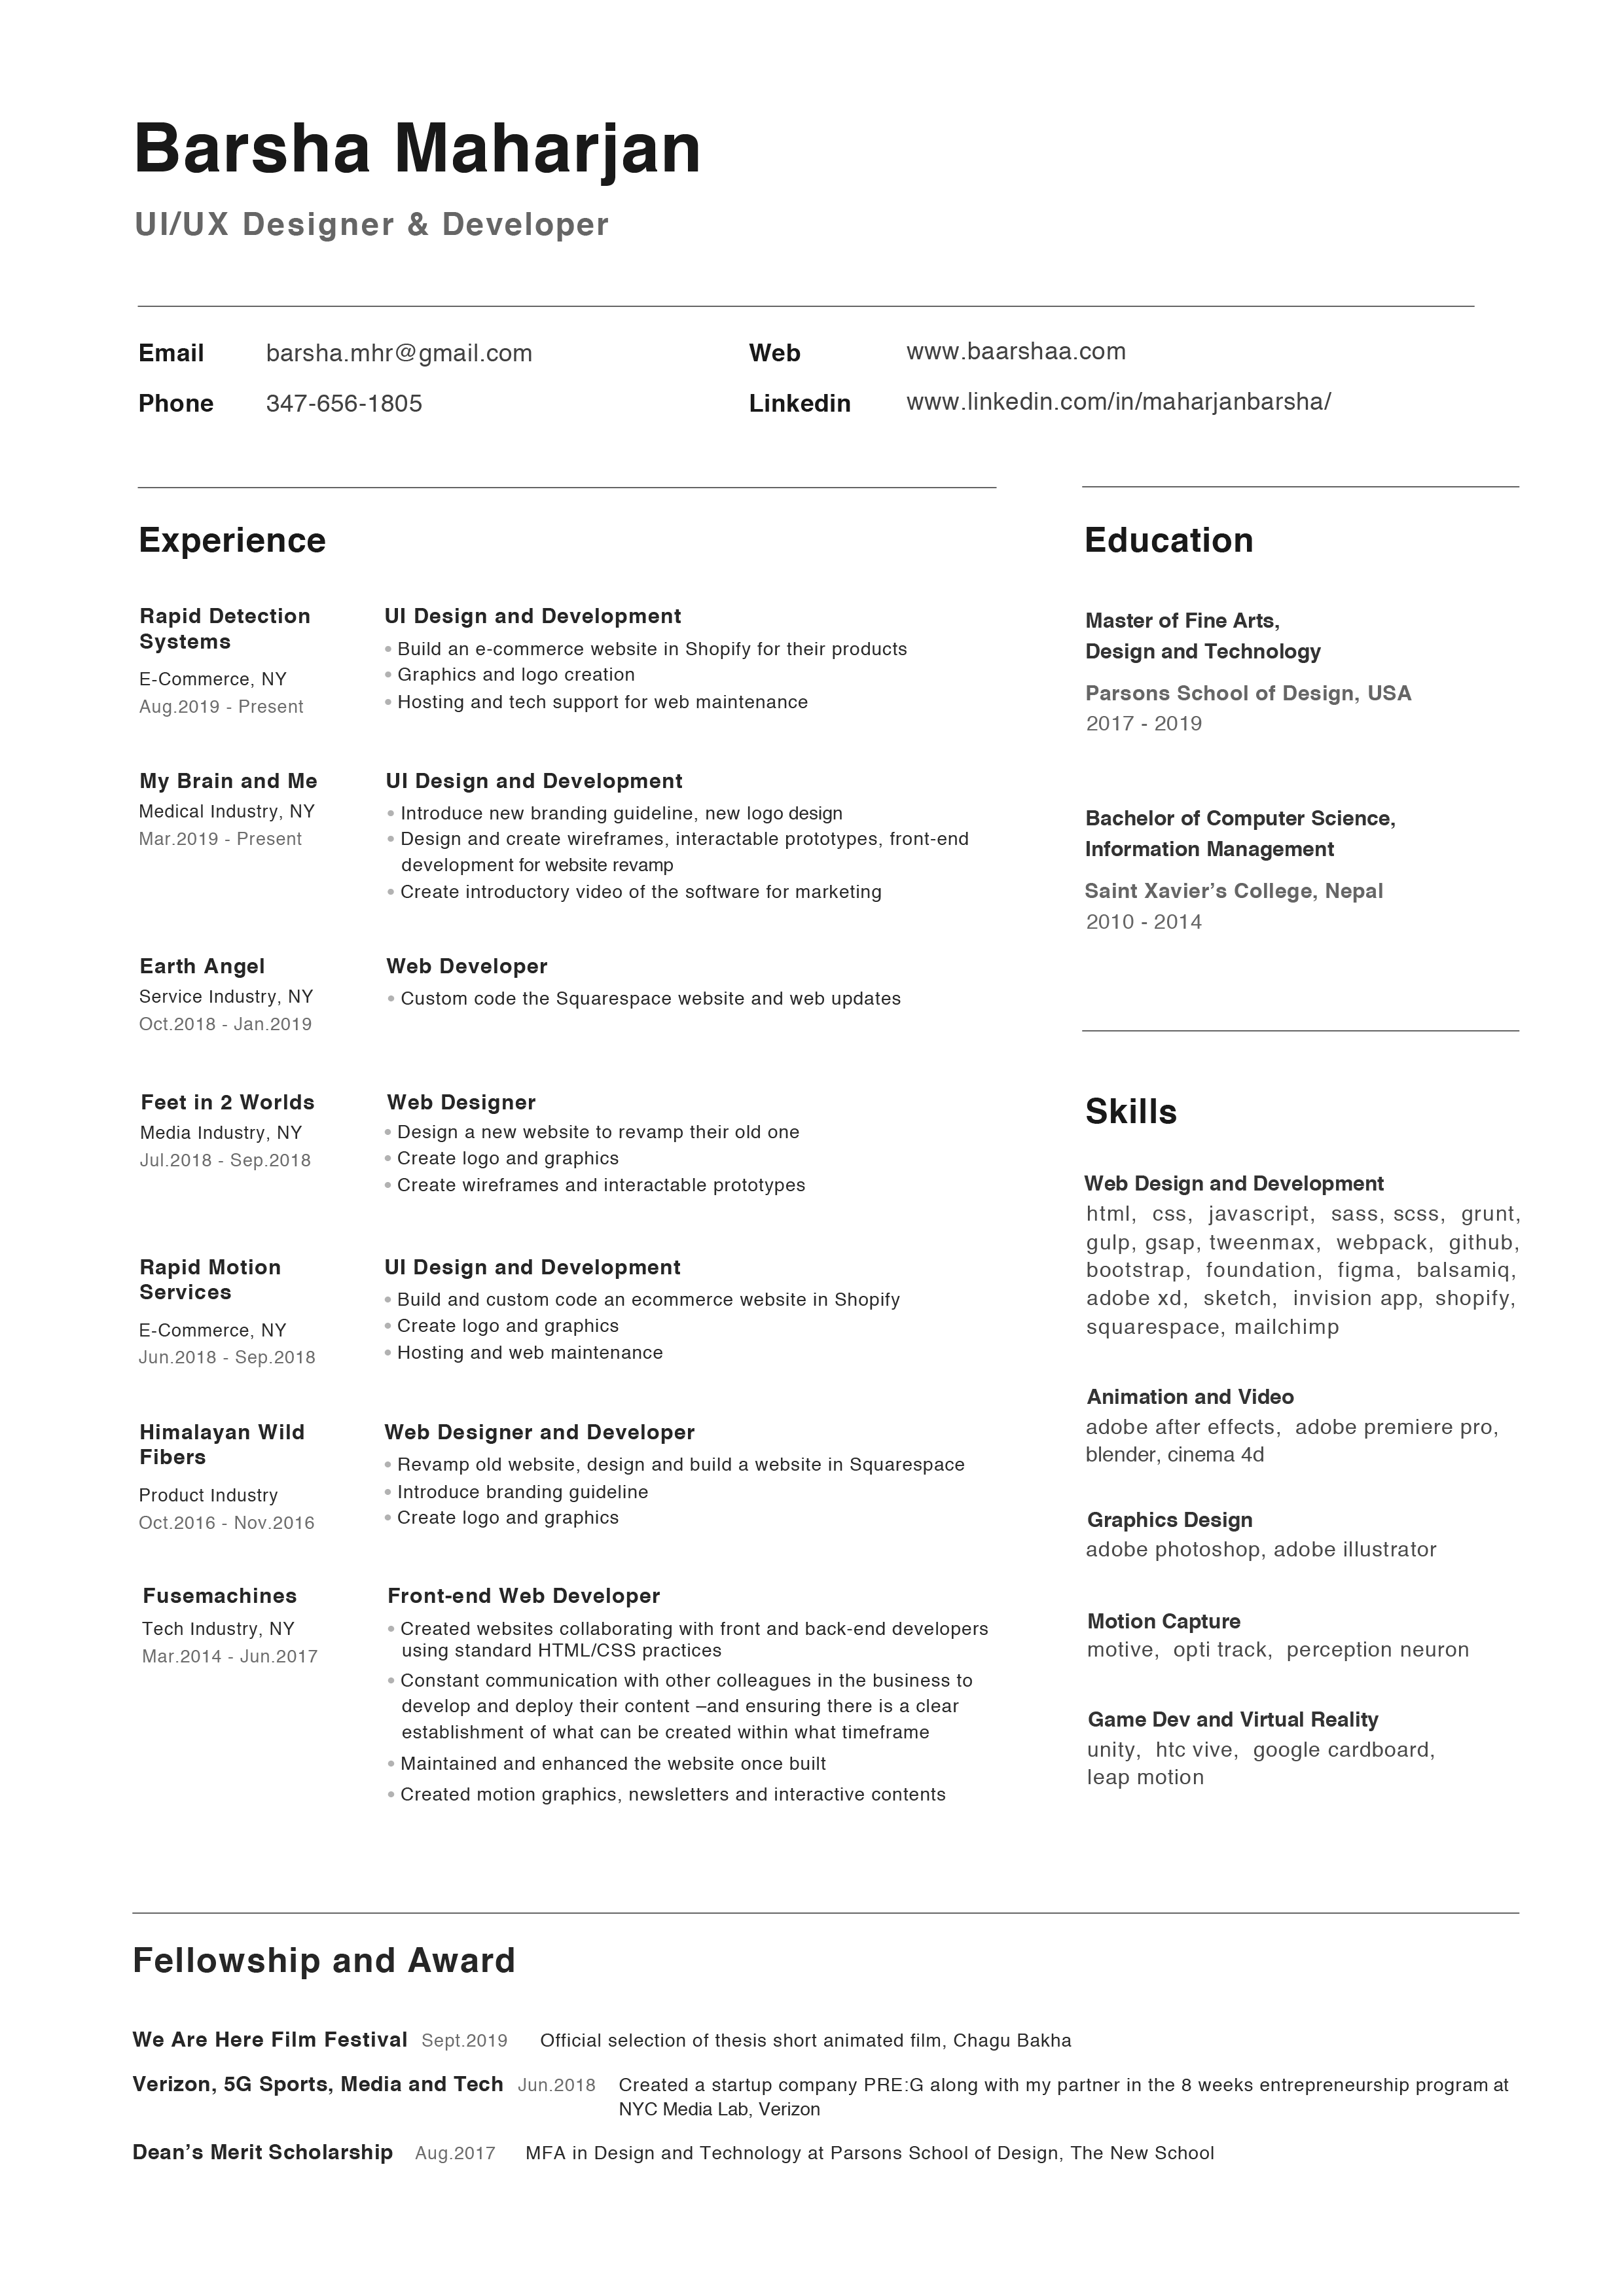 Barsha Maharjan
UI/UX Designer & Developer
Email barsha.mhr@gmail.com
Phone 347-656-1805
Web www.baarshaa.com
Linkedin www.linkedin.com/in/maharjanbarsha/
Experience
Rapid Detection
Systems
E-Commerce, NY
Aug.2019 - Present
UI Design and Development
• Build an e-commerce website in Shopify for their products
• Graphics and logo creation
• Hosting and tech support for web maintenance
My Brain and Me
Medical Industry, NY
Mar.2019 - Present
UI Design and Development
• Introduce new branding guideline, new logo design
• Design and create wireframes, interactable prototypes, front-end
development for website revamp
• Create introductory video of the software for marketing
Earth Angel
Service Industry, NY
Oct.2018 - Jan.2019
Web Developer
• Custom code the Squarespace website and web updates
Feet in 2 Worlds
Media Industry, NY
Jul.2018 - Sep.2018
Web Designer
• Design a new website to revamp their old one
• Create logo and graphics
• Create wireframes and interactable prototypes
Rapid Motion
Services
E-Commerce, NY
Jun.2018 - Sep.2018
UI Design and Development
• Build and custom code an ecommerce website in Shopify
• Create logo and graphics
• Hosting and web maintenance
Himalayan Wild
Fibers
Product Industry
Oct.2016 - Nov.2016
Web Designer and Developer
• Revamp old website, design and build a website in Squarespace
• Introduce branding guideline
• Create logo and graphics
Fusemachines
Tech Industry, NY
Mar.2014 - Jun.2017
Front-end Web Developer
• Created websites collaborating with front and back-end developers
using standard HTML/CSS practices
• Constant communication with other colleagues in the business to
develop and deploy their content –and ensuring there is a clear
establishment of what can be created within what timeframe
• Maintained and enhanced the website once built
• Created motion graphics, newsletters and interactive contents
Education
Master of Fine Arts,
Design and Technology
Parsons School of Design, USA
2017 - 2019
Bachelor of Computer Science,
Information Management
Saint Xavier’s College, Nepal
2010 - 2014
Skills
Web Design and Development
html, css, javascript, sass, scss, grunt,
gulp, gsap, tweenmax, webpack, github,
bootstrap, foundation, figma, balsamiq,
adobe xd, sketch, invision app, shopify,
squarespace, mailchimp
Animation and Video
adobe after effects, adobe premiere pro,
blender, cinema 4d
Graphics Design
adobe photoshop, adobe illustrator
Motion Capture
motive, opti track, perception neuron
Game Dev and Virtual Reality
unity, htc vive, google cardboard,
leap motion
Fellowship and Award
We Are Here Film Festival Sept.2019 Official selection of thesis short animated film, Chagu Bakha
Verizon, 5G Sports, Media and Tech Jun.2018 Created a startup company PRE:G along with my partner in the 8 weeks entrepreneurship program at
NYC Media Lab, Verizon
Dean’s Merit Scholarship Aug.2017 MFA in Design and Technology at Parsons School of Design, The New School